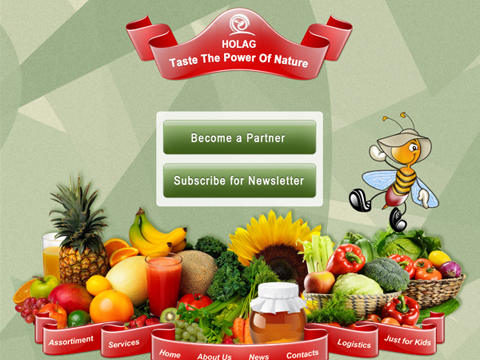 HOLAG
Taste The Power Of Nature
Become a Partner
Subscribe for Newsletter
Assortment
Services
Home
About Us
News
Contacts
Logistics
Just for Kids